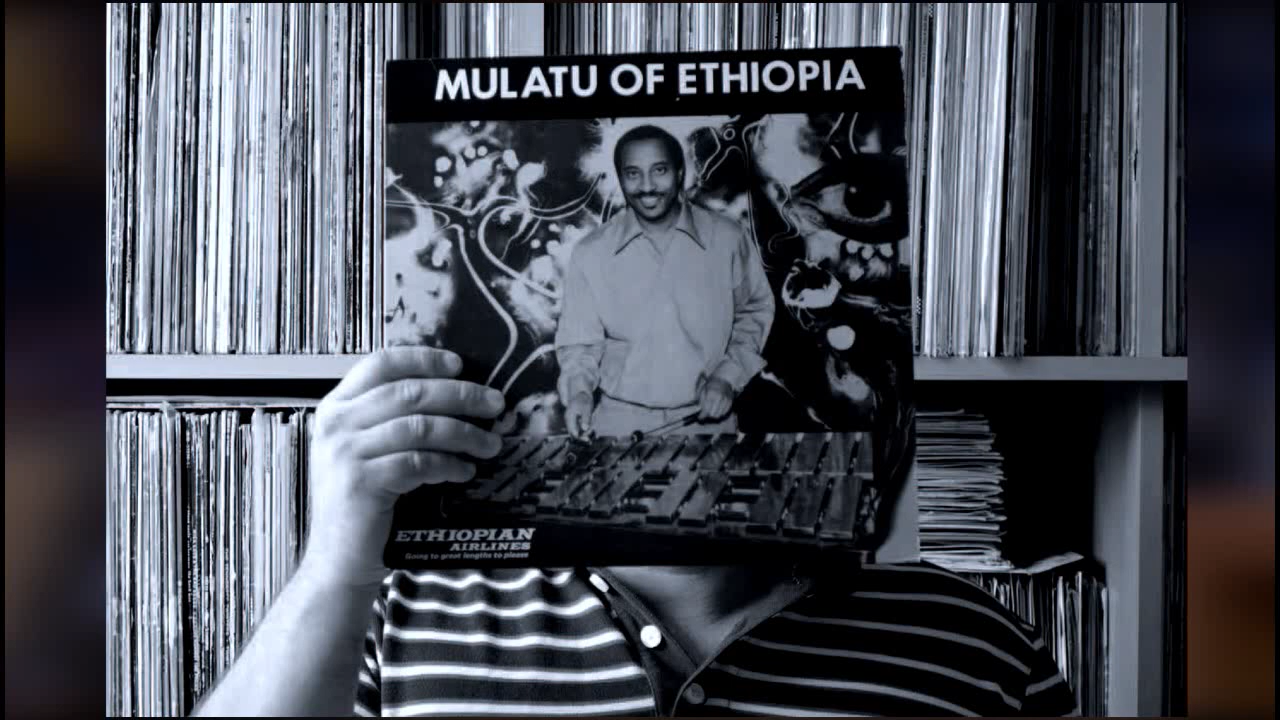 MULATU OF ETHIOPIA
ETHIOPIAN
AIRLINES
Going to great lengths to please